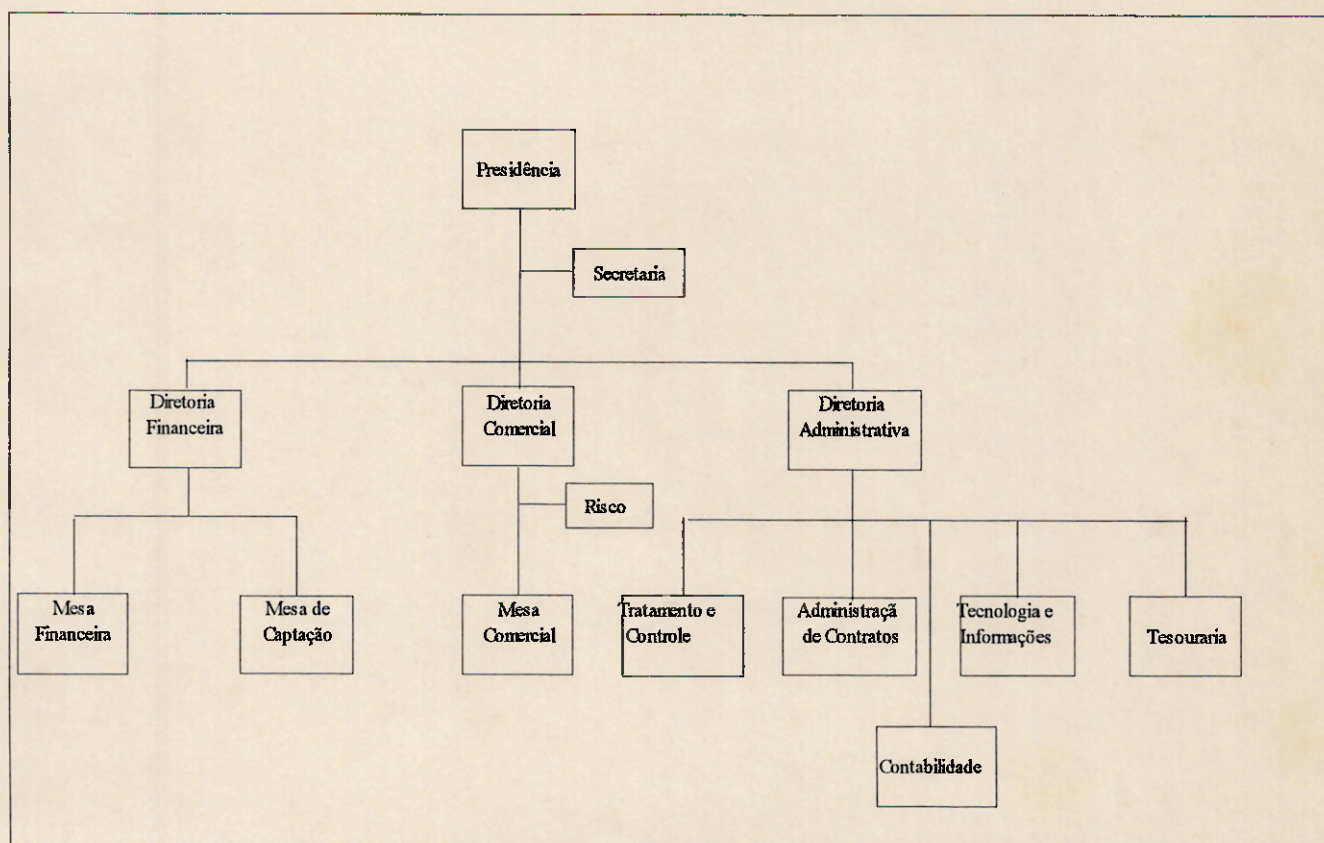 Presidência
Secretaria
Diretoria
Financeira
Diretoria
Comercial
Diretoria
Administrativa
Risco
Mesa
Financeira
Mesa de
Captação
Mesa
Comercial
Tratamento e
Controle
Administraçã
de Contratos
Tecnologia e
Informações
Tesouraria
Contabilidade